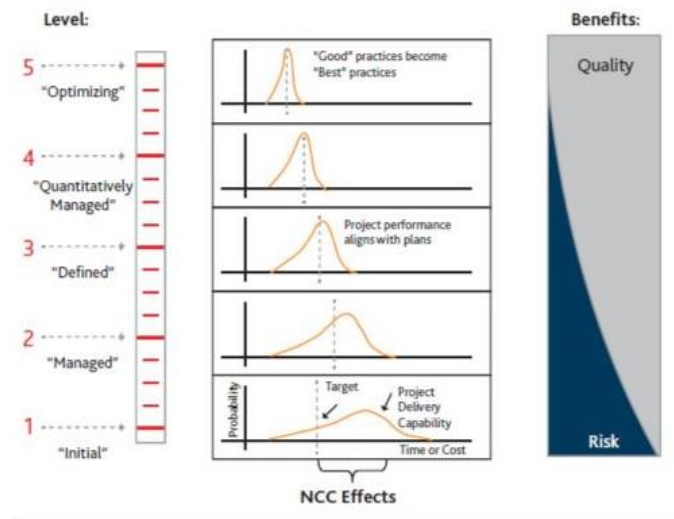 Level:
Benefits:
5
"Optimizing"
4
"Quantitatively
Managed"
3
"Defined"
2
"Managed"
1
"Initial"
"Good" practices become
"Best" practices
Project performance
aligns with plans
Probability
Target
Project
Delivery
Capability
Time or Cost
NCC Effects
Quality
Risk